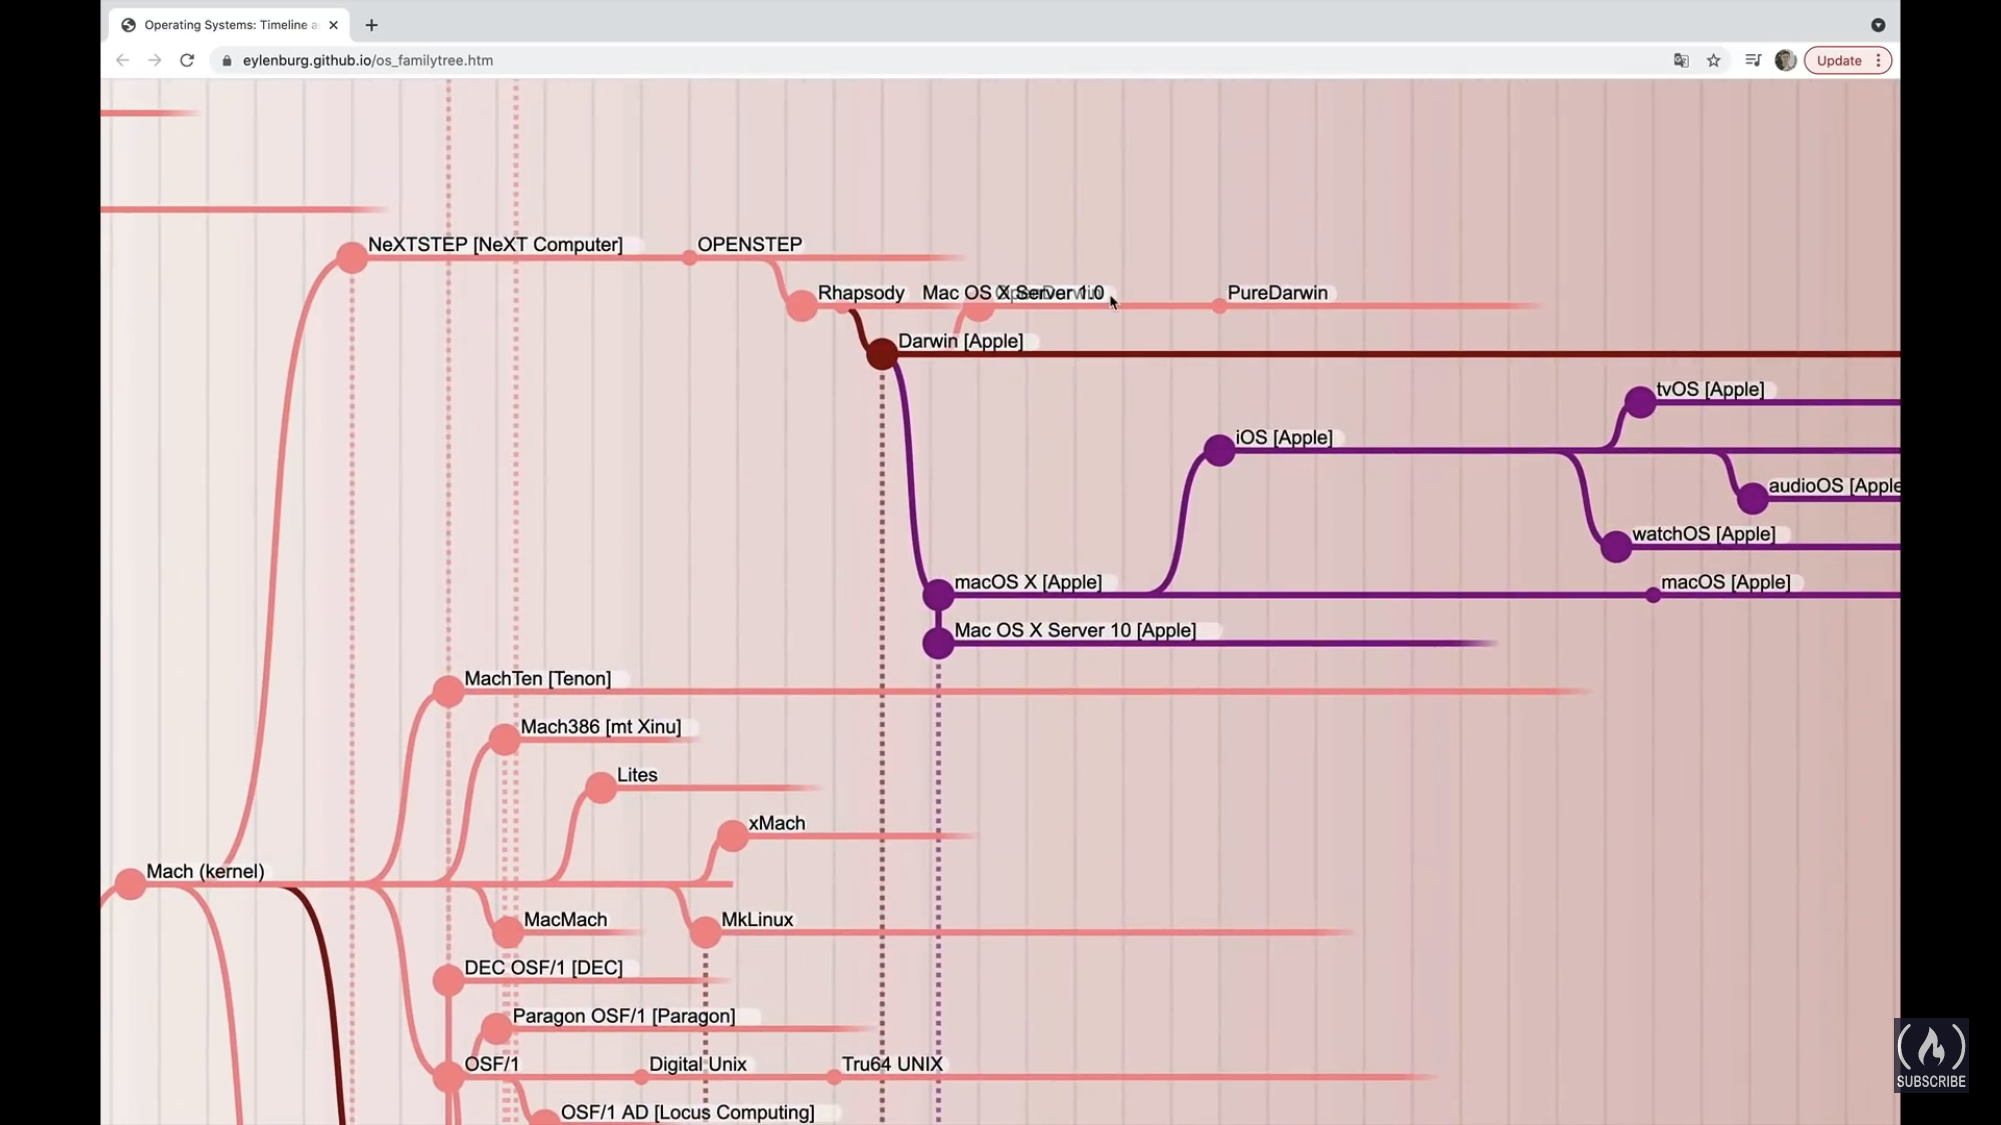 Operating Systems: Timeline a
eylenburg.github.io/os_familytree.htm
Update
NeXTSTEP [NeXT Computer]
OPENSTEP
Rhapsody
Mac OS X Server 1.0
PureDarwin
Darwin [Apple]
tvOS [Apple]
iOS [Apple]
audioOS [Apple
watchOS [Apple]
macOS X [Apple]
macOS [Apple]
Mac OS X Server 10 [Apple]
MachTen [Tenon]
Mach386 [mt Xinu]
Lites
xMach
Mach (kernel)
MacMach
MkLinux
DEC OSF/1 [DEC]
Paragon OSF/1 [Paragon]
OSF/1
Digital Unix
Tru64 UNIX
OSF/1 AD [Locus Computing]
SUBSCRIBE